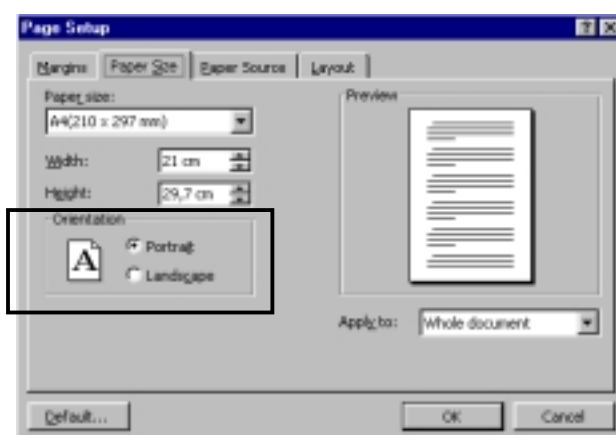 Page Setup
Margins Paper Size Paper Source Layout
Paper size:
A4(210 x 297 mm)
Width: 21 cm
Height: 29,7 cm
Orientation
A
Portrait
Landscape
Preview
Apply to: Whole document
Default... OK Cancel